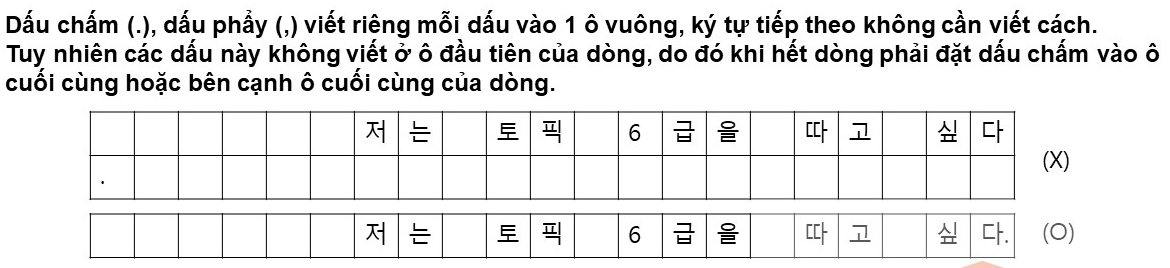 Dấu chấm (.), dấu phẩy (,) viết riêng mỗi dấu vào 1 ô vuông, ký tự tiếp theo không cần viết cách.
Tuy nhiên các dấu này không viết ở ô đầu tiên của dòng, do đó khi hết dòng phải đặt dấu chấm vào ô
cuối cùng hoặc bên cạnh ô cuối cùng của dòng.
저는 토픽 6급을 따고 싶다
(X)
.
저는 토픽 6급을 따고 싶다. (O)